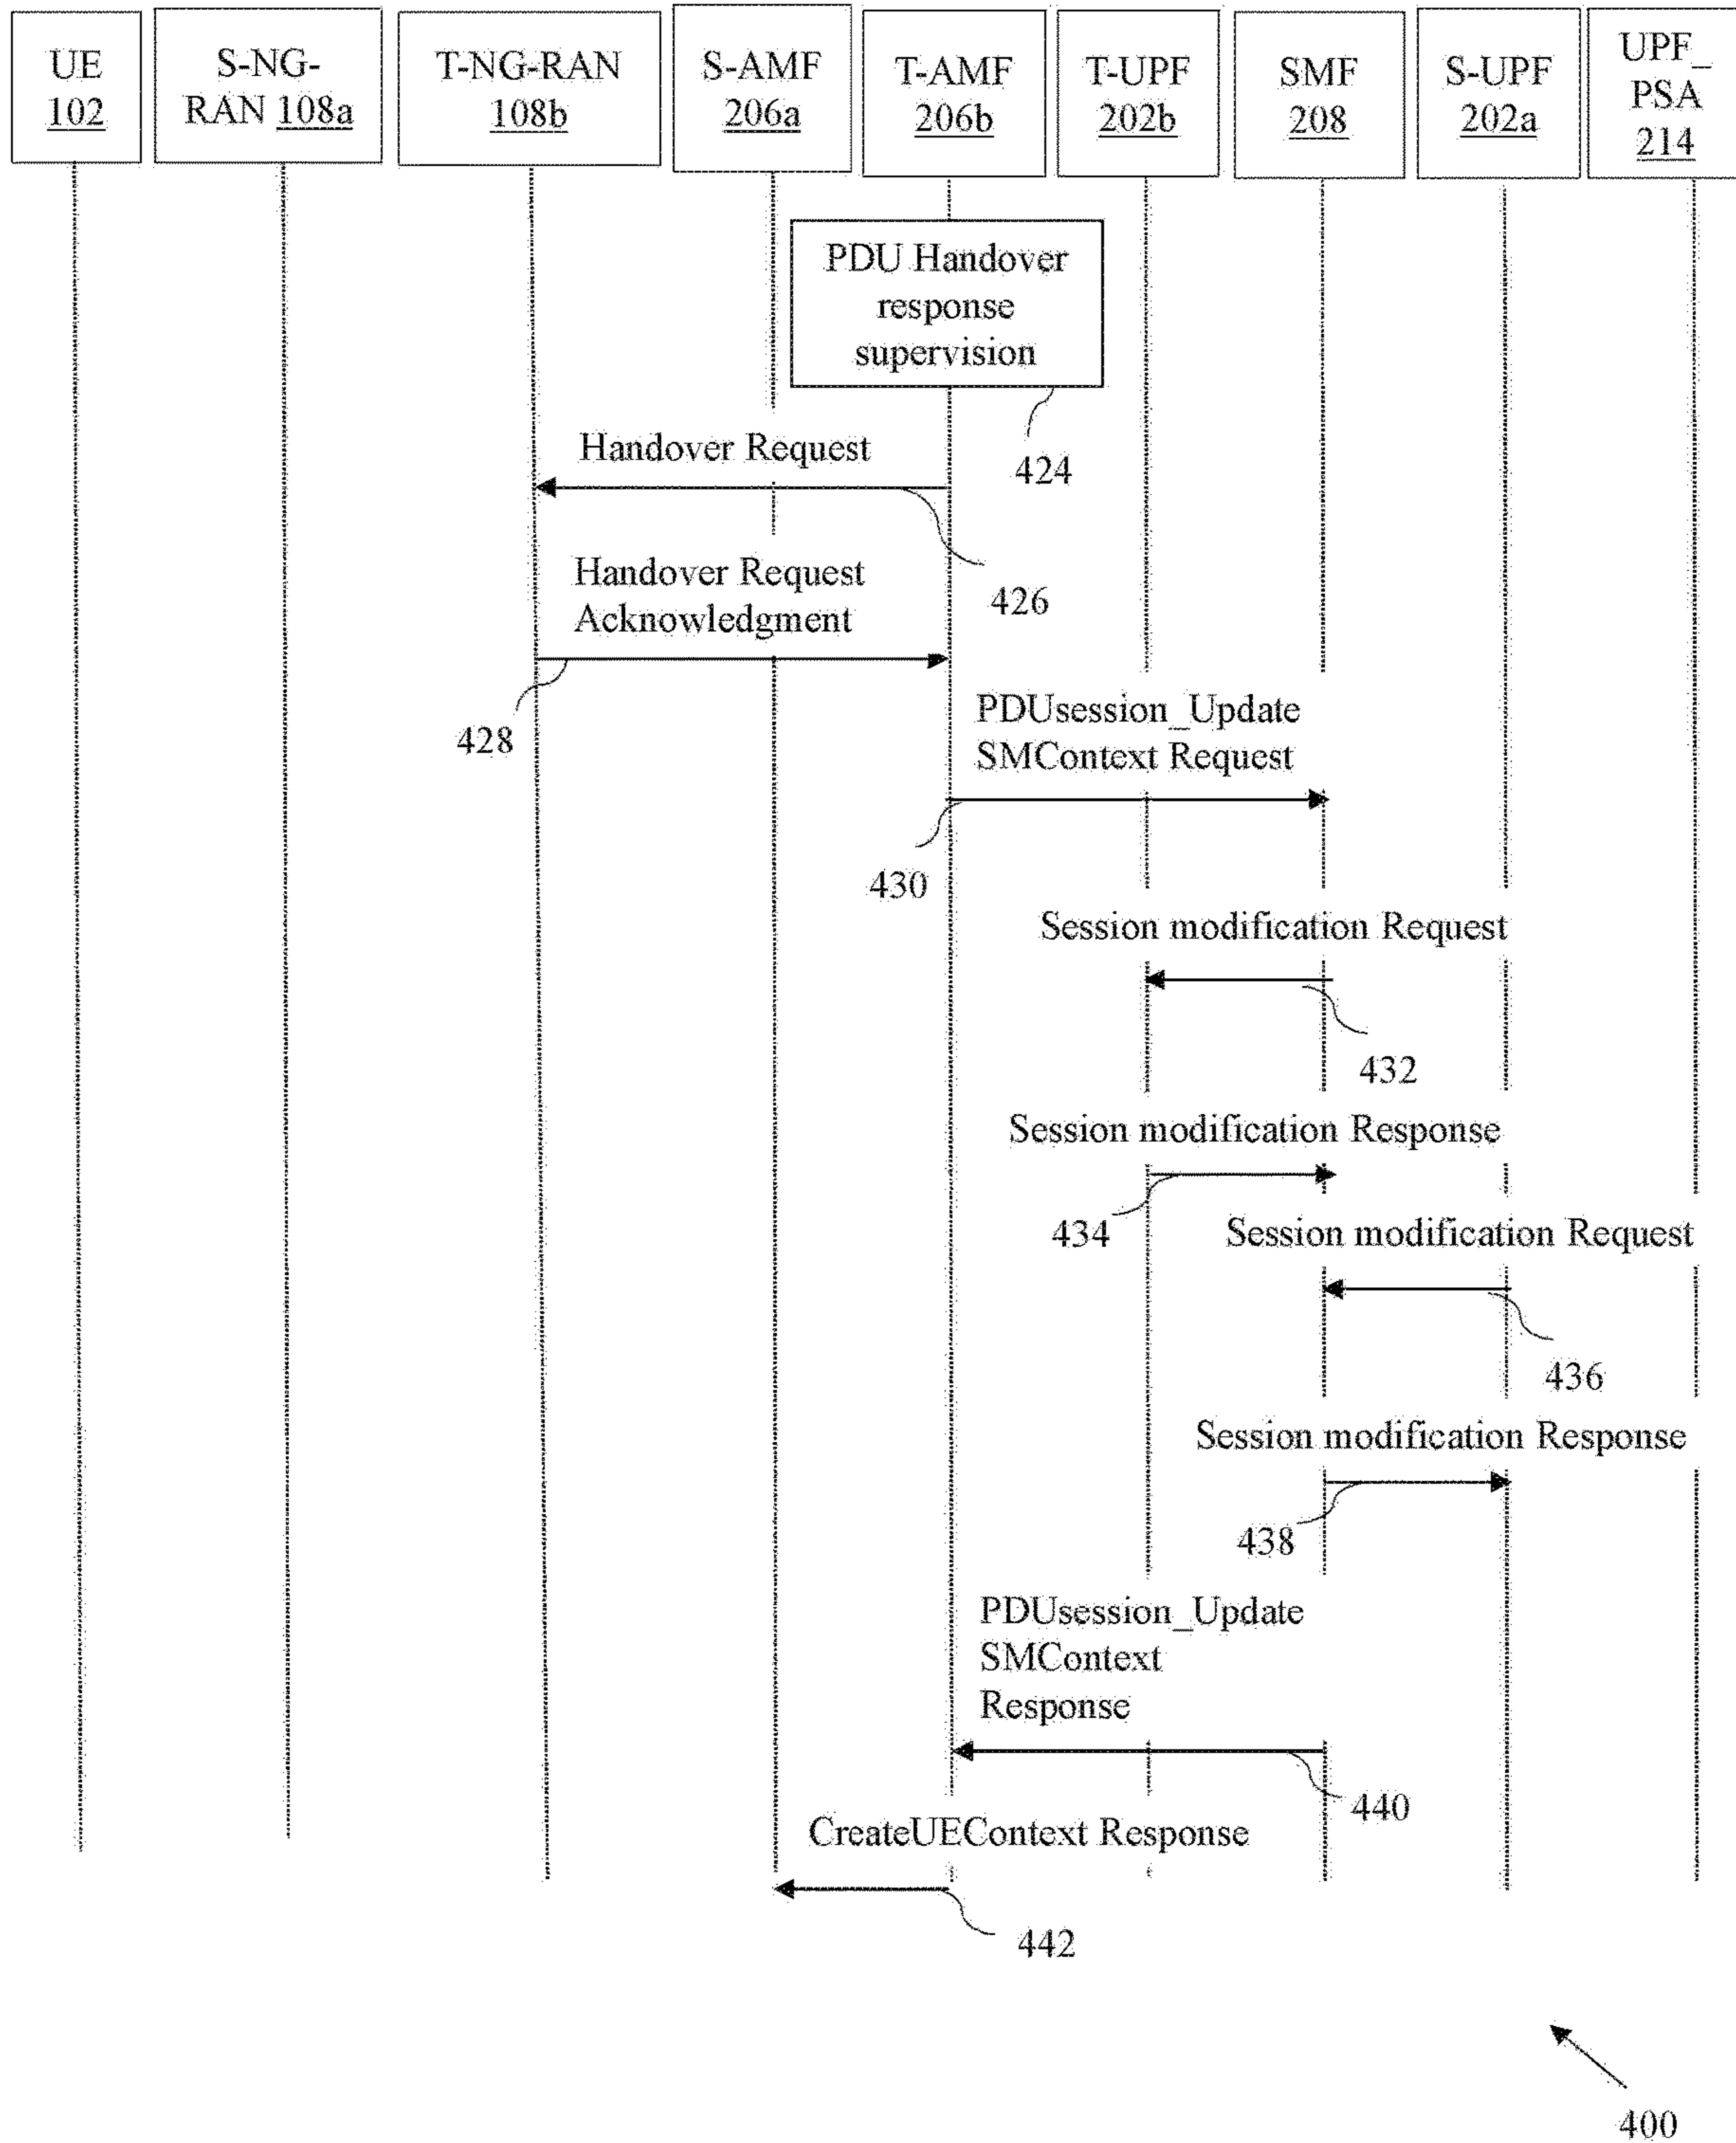 UE
102
S-NG-
RAN 108a
T-NG-RAN
108b
S-AMF
206a
T-AMF
206b
T-UPF
202b
SMF
208
S-UPF
202a
UPF_
PSA
214
PDU Handover
response
supervision
424
Handover Request
426
Handover Request
Acknowledgment
428
PDUsession_Update
SMContext Request
430
Session modification Request
432
Session modification Response
434
Session modification Request
436
Session modification Response
438
PDUsession_Update
SMContext
Response
440
CreateUEContext Response
442
400